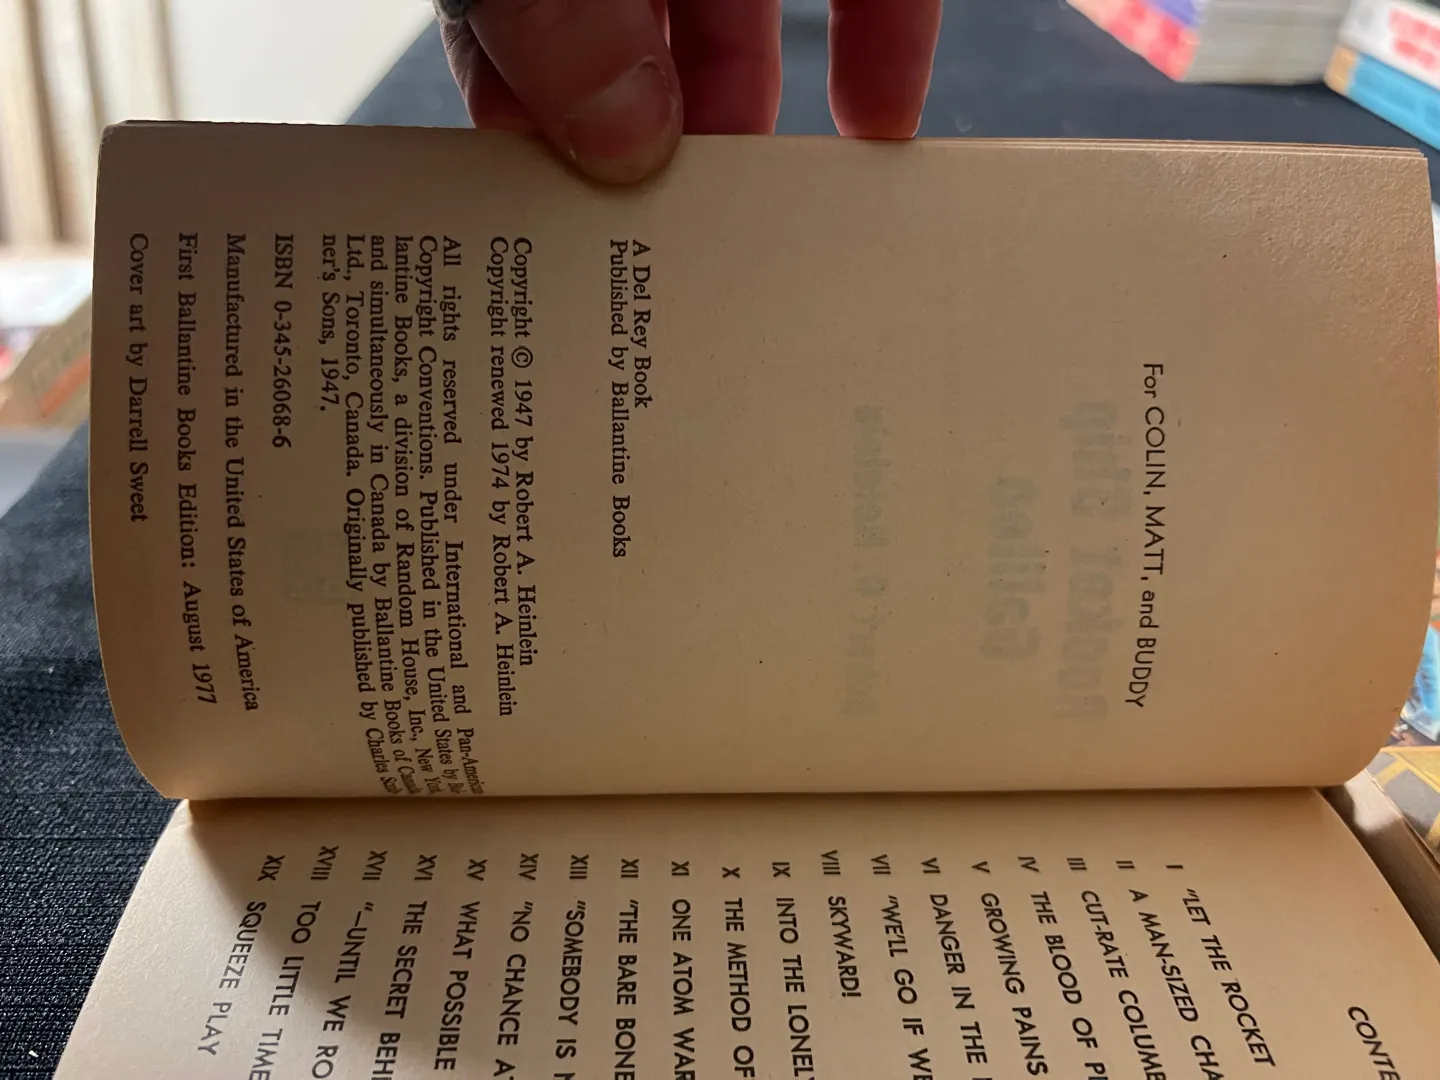 For COLIN, MATT, and BUDDY
A Del Rey Book
Published by Ballantine Books
Copyright © 1947 by Robert A. Heinlein
Copyright renewed 1974 by Robert A. Heinlein
All rights reserved under International and Pan-American
Copyright Conventions. Published in the United States by Bal-
lantine Books, a division of Random House, Inc., New York,
and simultaneously in Canada by Ballantine Books of Canada
Ltd., Toronto, Canada. Originally published by Charles Scrib-
ner's Sons, 1947.
ISBN 0-345-26068-6
Manufactured in the United States of America
First Ballantine Books Edition: August 1977
Cover art by Darrell Sweet
CONTE
I "LET THE ROCKET
II A MAN-SIZED CHA
III CUT-RATE COLUMB
IV THE BLOOD OF PI
V GROWING PAINS
VI DANGER IN THE
VII "WE'LL GO IF WE
VIII SKYWARD!
IX INTO THE LONEL
X THE METHOD OF
XI ONE ATOM WAR
XII "THE BARE BONE
XIII "SOMEBODY IS
XIV "NO CHANCE A
XV WHAT POSSIBLE
XVI THE SECRET BEHI
XVII "—UNTIL WE RO
XVIII TOO LITTLE TIME
XIX SQUEEZE PLAY